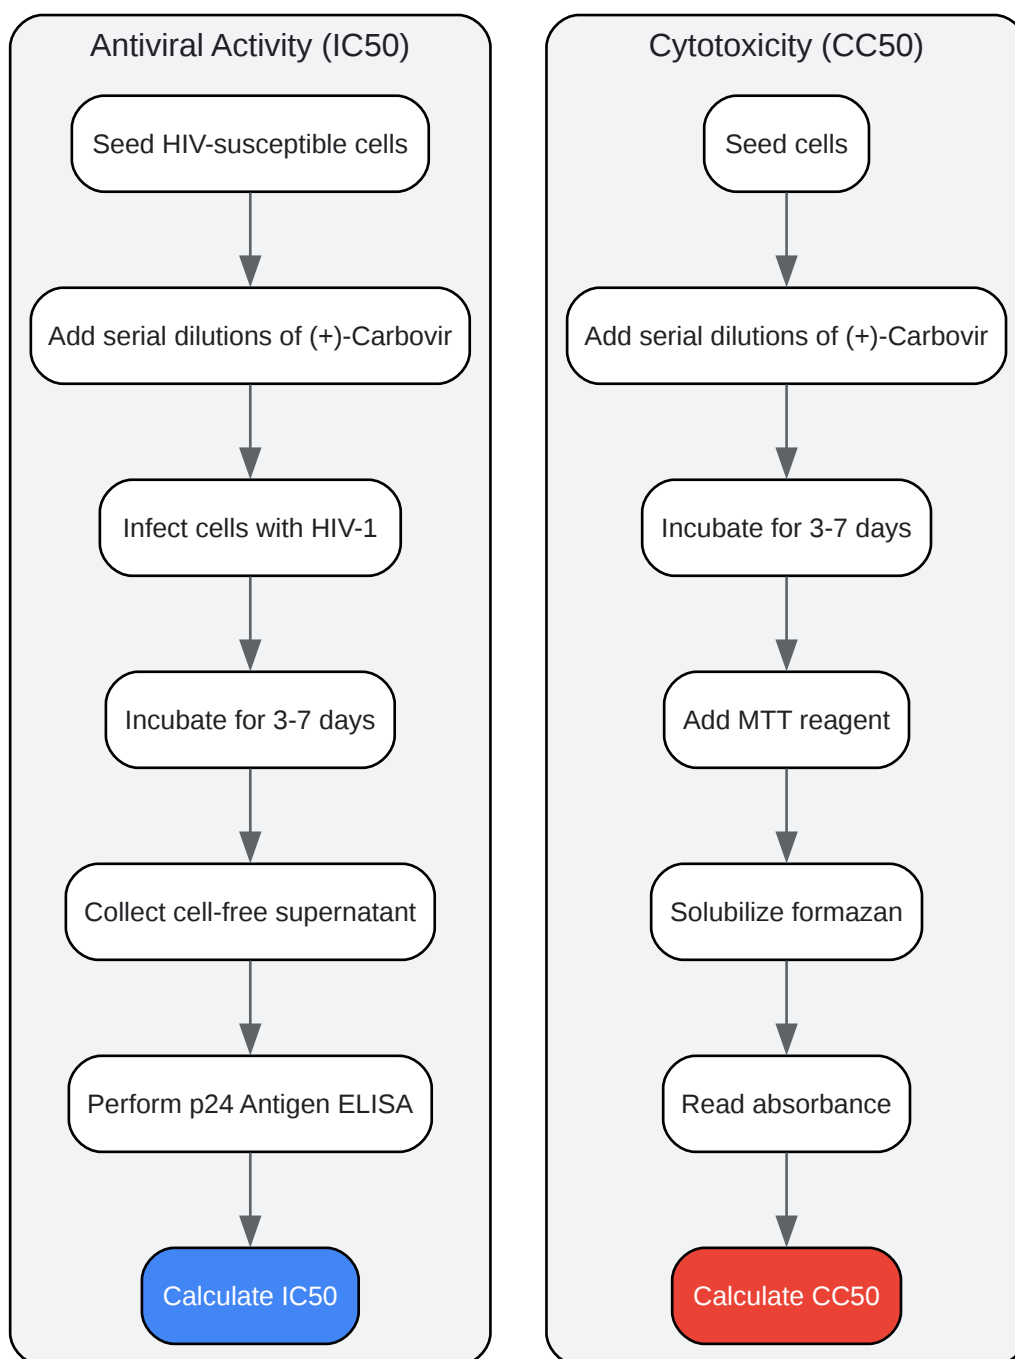 Antiviral Activity (IC50)
Seed HIV-susceptible cells
Add serial dilutions of (+)-Carbovir
Infect cells with HIV-1
Incubate for 3-7 days
Collect cell-free supernatant
Perform p24 Antigen ELISA
Calculate IC50
Cytotoxicity (CC50)
Seed cells
Add serial dilutions of (+)-Carbovir
Incubate for 3-7 days
Add MTT reagent
Solubilize formazan
Read absorbance
Calculate CC50